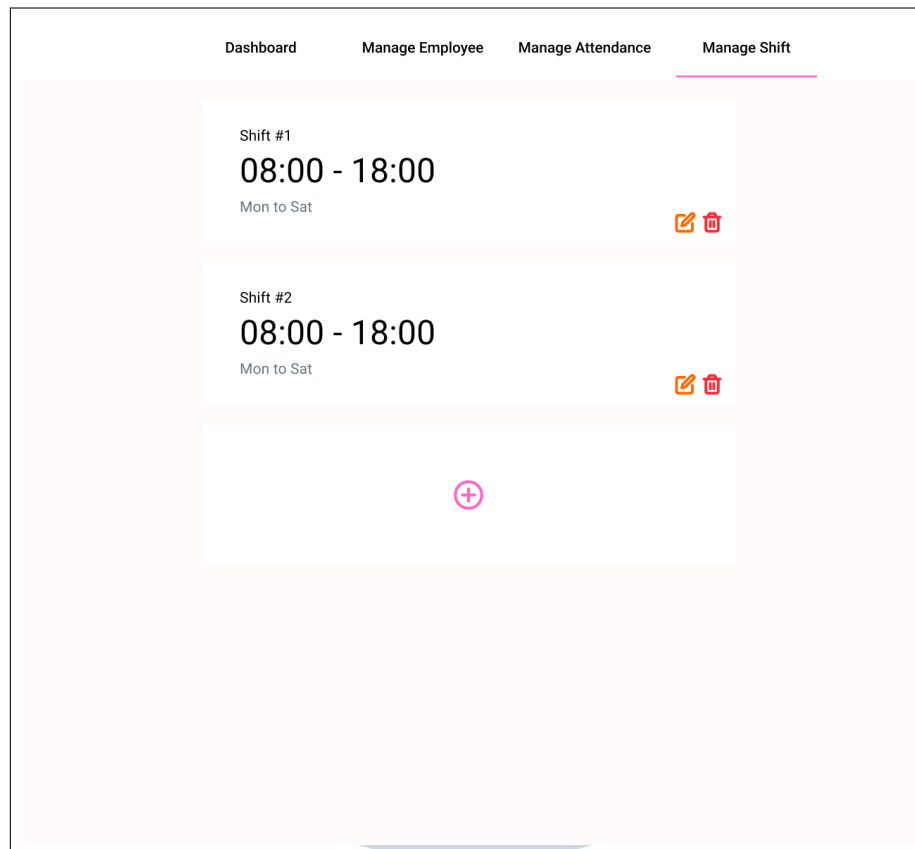 Dashboard Manage Employee Manage Attendance Manage Shift
Shift #1
08:00 - 18:00
Mon to Sat
Shift #2
08:00 - 18:00
Mon to Sat